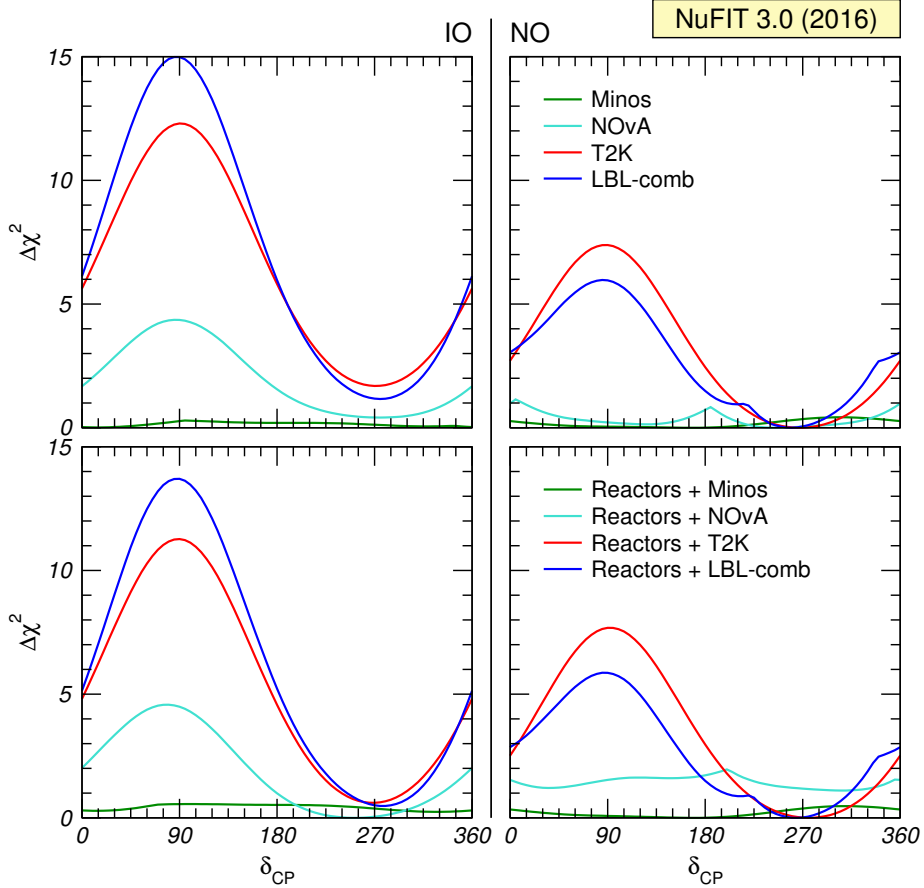 NuFIT 3.0 (2016)
IO
NO
15
10
5
0
Δχ²
Minos
NOvA
T2K
LBL-comb
15
10
5
0
Δχ²
Reactors + Minos
Reactors + NOvA
Reactors + T2K
Reactors + LBL-comb
0 90 180 270 360
0 90 180 270 360
δCP
δCP